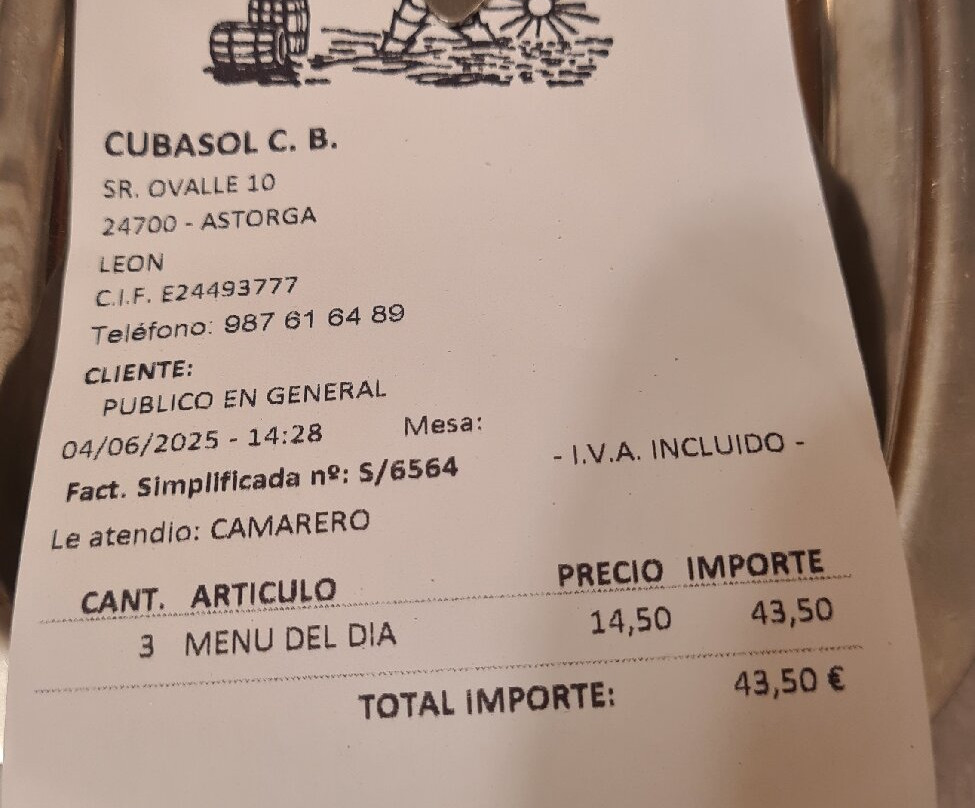 CUBASOL C. B.
SR. OVALLE 10
24700 - ASTORGA
LEON
C.I.F. E24493777
Teléfono: 987 61 64 89
CLIENTE:
PUBLICO EN GENERAL
04/06/2025 - 14:28 Mesa:
Fact. Simplificada nº: S/6564 - I.V.A. INCLUIDO -
Le atendio: CAMARERO
CANT. ARTICULO PRECIO IMPORTE
3 MENU DEL DIA 14,50 43,50
TOTAL IMPORTE: 43,50 €